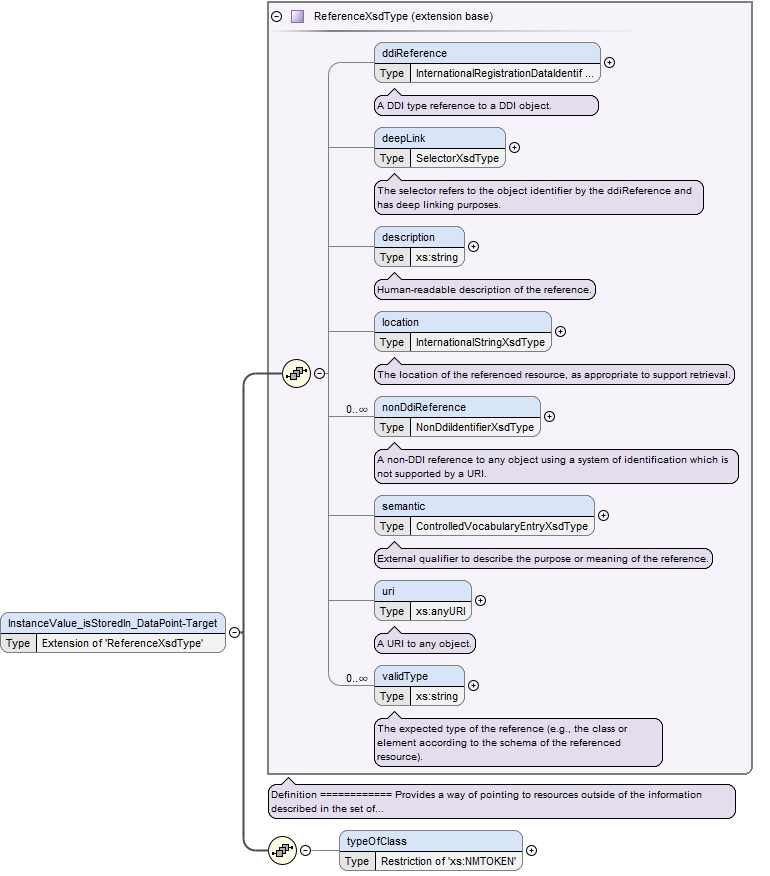 ReferenceXsdType (extension base)
ddiReference
Type InternationalRegistrationDataIdentif ...
A DDI type reference to a DDI object.
deepLink
Type SelectorXsdType
The selector refers to the object identifier by the ddiReference and
has deep linking purposes.
description
Type xs:string
Human-readable description of the reference.
location
Type InternationalStringXsdType
The location of the referenced resource, as appropriate to support retrieval.
0..∞ nonDdiReference
Type NonDdiIdentifierXsdType
A non-DDI reference to any object using a system of identification which is
not supported by a URI.
semantic
Type ControlledVocabularyEntryXsdType
External qualifier to describe the purpose or meaning of the reference.
uri
Type xs:anyURI
A URI to any object.
InstanceValue_isStoredIn_DataPoint-Target
Type Extension of 'ReferenceXsdType'
0..∞ validType
Type xs:string
The expected type of the reference (e.g., the class or
element according to the schema of the referenced
resource).
Definition ============ Provides a way of pointing to resources outside of the information
described in the set of...
typeOfClass
Type Restriction of 'xs:NMTOKEN'